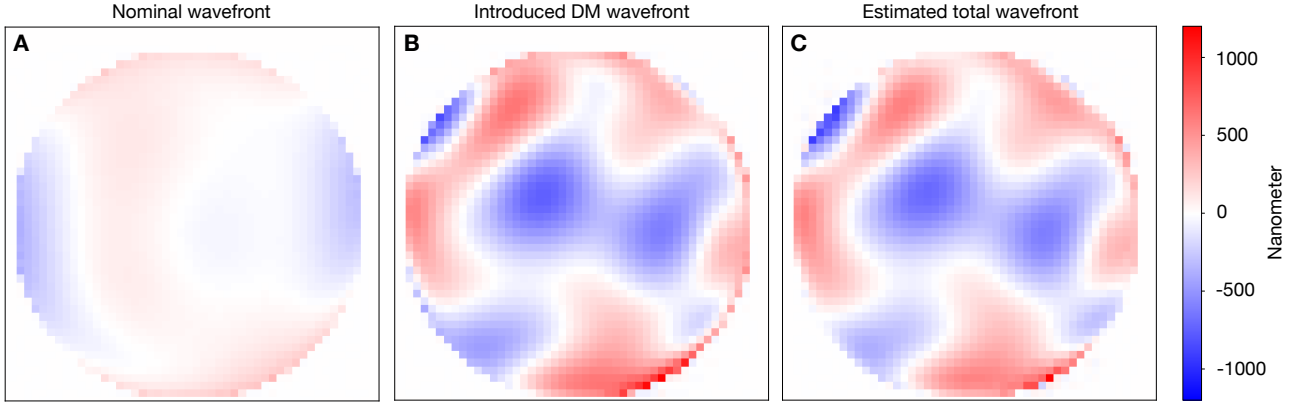 Nominal wavefront
Introduced DM wavefront
Estimated total wavefront
A
B
C
1000
500
0
-500
-1000
Nanometer